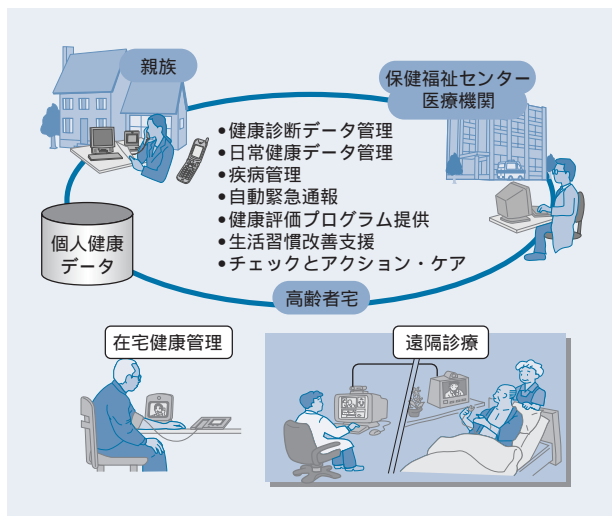 親族
保健福祉センター
医療機関
•健康診断データ管理
•日常健康データ管理
•疾病管理
•自動緊急通報
•健康評価プログラム提供
•生活習慣改善支援
•チェックとアクション・ケア
個人健康
データ
高齢者宅
在宅健康管理
遠隔診療